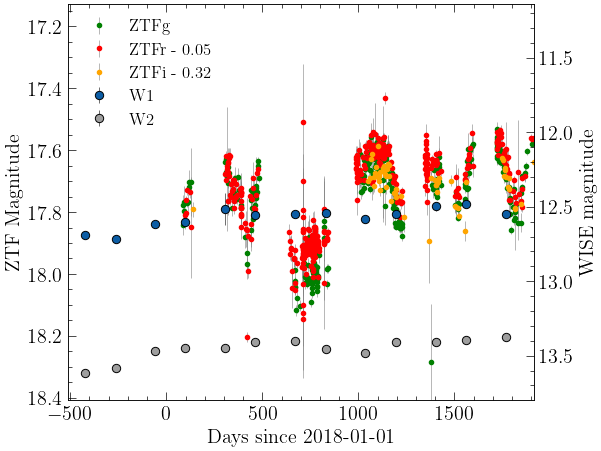 ZTFg
ZTFr - 0.05
ZTFi - 0.32
W1
W2
17.2
17.4
17.6
17.8
18.0
18.2
18.4
ZTF Magnitude
11.5
12.0
12.5
13.0
13.5
WISE magnitude
−500
0
500
1000
1500
Days since 2018-01-01